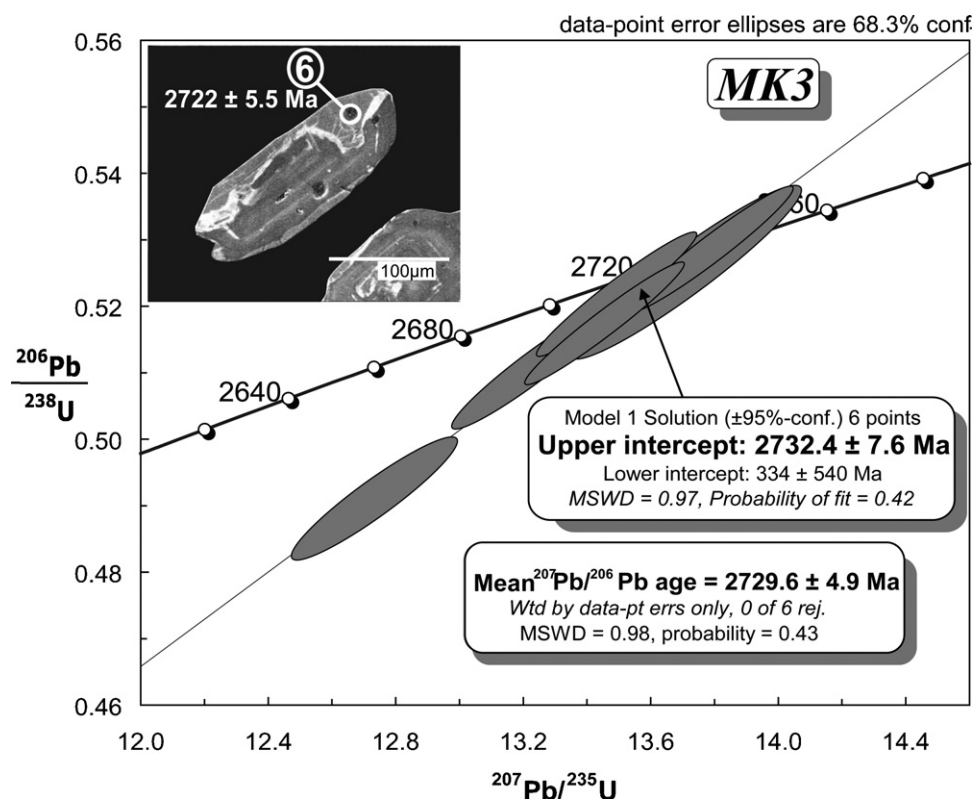 data-point error ellipses are 68.3% conf
0.56
0.54
0.52
0.50
0.48
0.46
206Pb
238U
6
2722 ± 5.5 Ma
100µm
MK3
60
2720
2680
2640
Model 1 Solution (±95%-conf.) 6 points
Upper intercept: 2732.4 ± 7.6 Ma
Lower intercept: 334 ± 540 Ma
MSWD = 0.97, Probability of fit = 0.42
Mean 207Pb/206 Pb age = 2729.6 ± 4.9 Ma
Wtd by data-pt errs only, 0 of 6 rej.
MSWD = 0.98, probability = 0.43
12.0 12.4 12.8 13.2 13.6 14.0 14.4
207Pb/235U